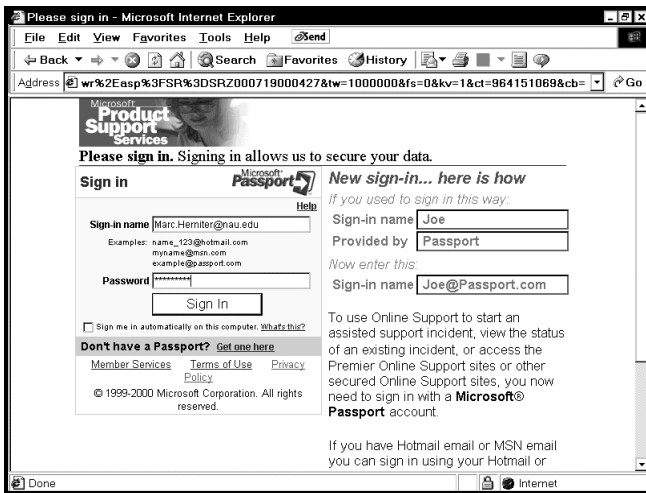 Please sign in - Microsoft Internet Explorer
File Edit View Favorites Tools Help Send
Back Search Favorites History
Address wr%2Easp%3FSR%3DSRZ000719000427&tw=1000000&fs=0&kv=1&ct=964151069&cb= Go
Microsoft
Product
Support
Services
Please sign in. Signing in allows us to secure your data.
Sign in Microsoft Passport
Help
Sign-in name Marc.Herniter@nau.edu
Examples: name_123@hotmail.com
myname@msn.com
example@passport.com
Password *********
Sign In
Sign me in automatically on this computer. What's this?
Don't have a Passport? Get one here
Member Services Terms of Use Privacy
Policy
© 1999-2000 Microsoft Corporation. All rights
reserved.
New sign-in... here is how
If you used to sign in this way:
Sign-in name Joe
Provided by Passport
Now enter this:
Sign-in name Joe@Passport.com
To use Online Support to start an
assisted support incident, view the status
of an existing incident, or access the
Premier Online Support sites or other
secured Online Support sites, you now
need to sign in with a Microsoft®
Passport account.
If you have Hotmail email or MSN email
you can sign in using your Hotmail or
Done Internet